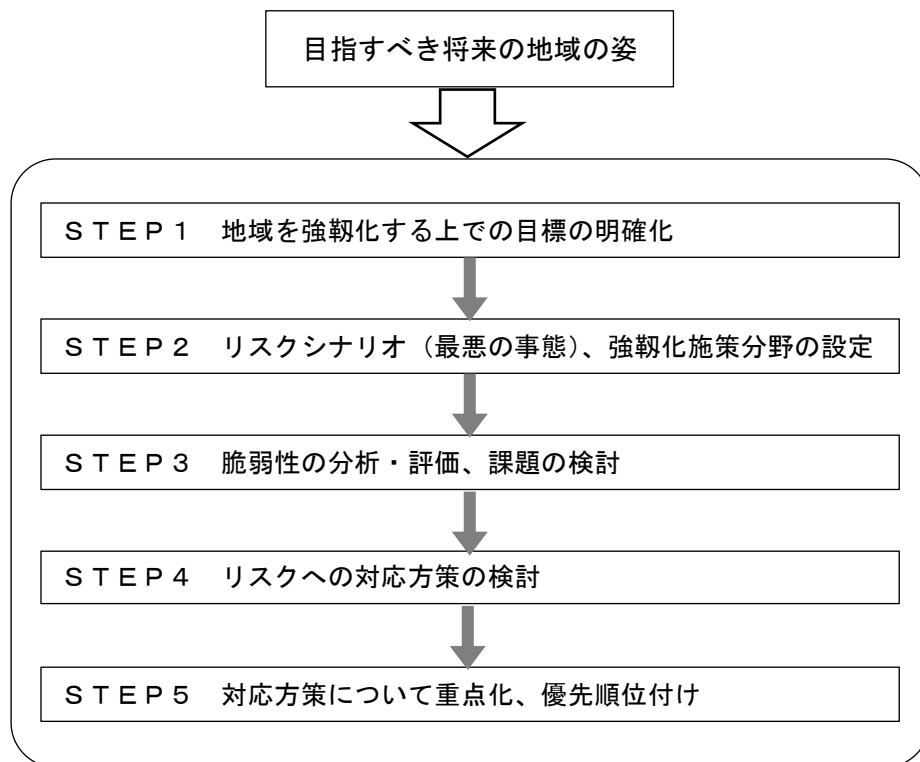 目指すべき将来の地域の姿
ＳＴＥＰ１　地域を強靱化する上での目標の明確化
ＳＴＥＰ２　リスクシナリオ（最悪の事態）、強靱化施策分野の設定
ＳＴＥＰ３　脆弱性の分析・評価、課題の検討
ＳＴＥＰ４　リスクへの対応方策の検討
ＳＴＥＰ５　対応方策について重点化、優先順位付け